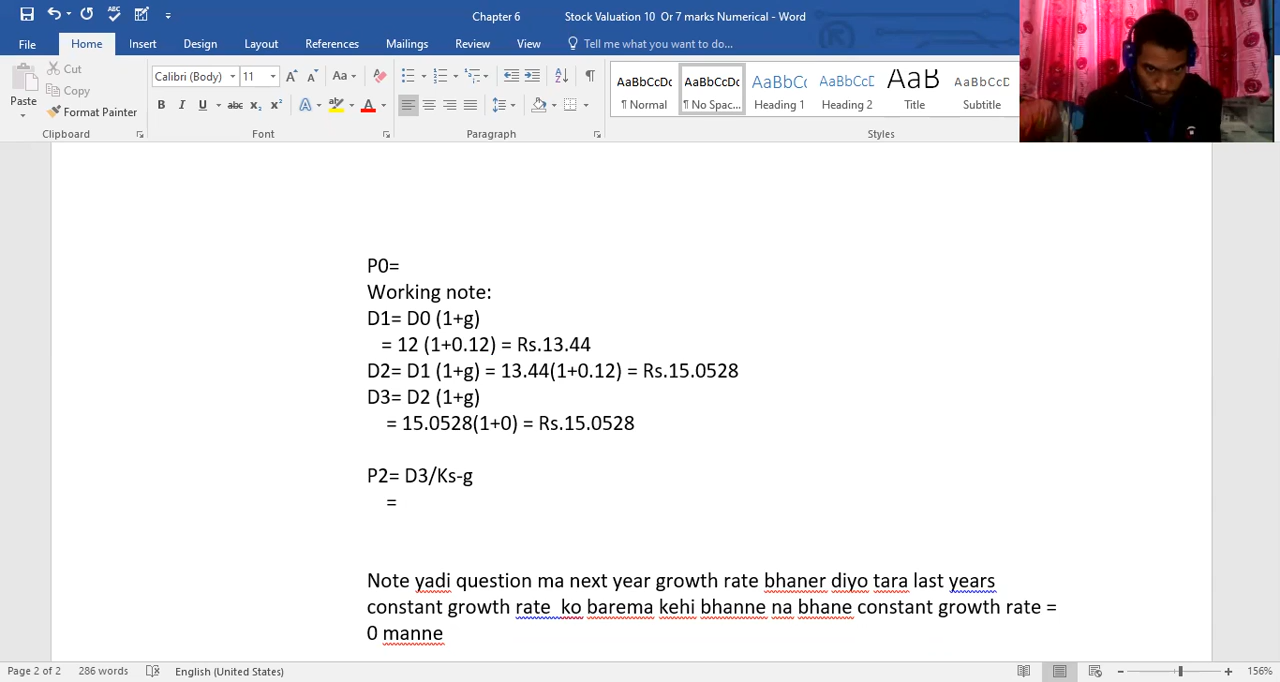 Chapter 6 Stock Valuation 10 Or 7 marks Numerical - Word
File Home Insert Design Layout References Mailings Review View Tell me what you want to do...
Cut
Copy
Format Painter
Paste
Clipboard
Calibri (Body) 11
Font
Paragraph
AaBbCcDc AaBbCcDc AaBbCc AaBbCcE AaB AaBbCcD
¶ Normal ¶ No Spac... Heading 1 Heading 2 Title Subtitle
Styles
P0=
Working note:
D1= D0 (1+g)
= 12 (1+0.12) = Rs.13.44
D2= D1 (1+g) = 13.44(1+0.12) = Rs.15.0528
D3= D2 (1+g)
= 15.0528(1+0) = Rs.15.0528
P2= D3/Ks-g
=
Note yadi question ma next year growth rate bhaner diyo tara last years
constant growth rate ko barema kehi bhanne na bhane constant growth rate =
0 manne
Page 2 of 2 286 words English (United States) 156%